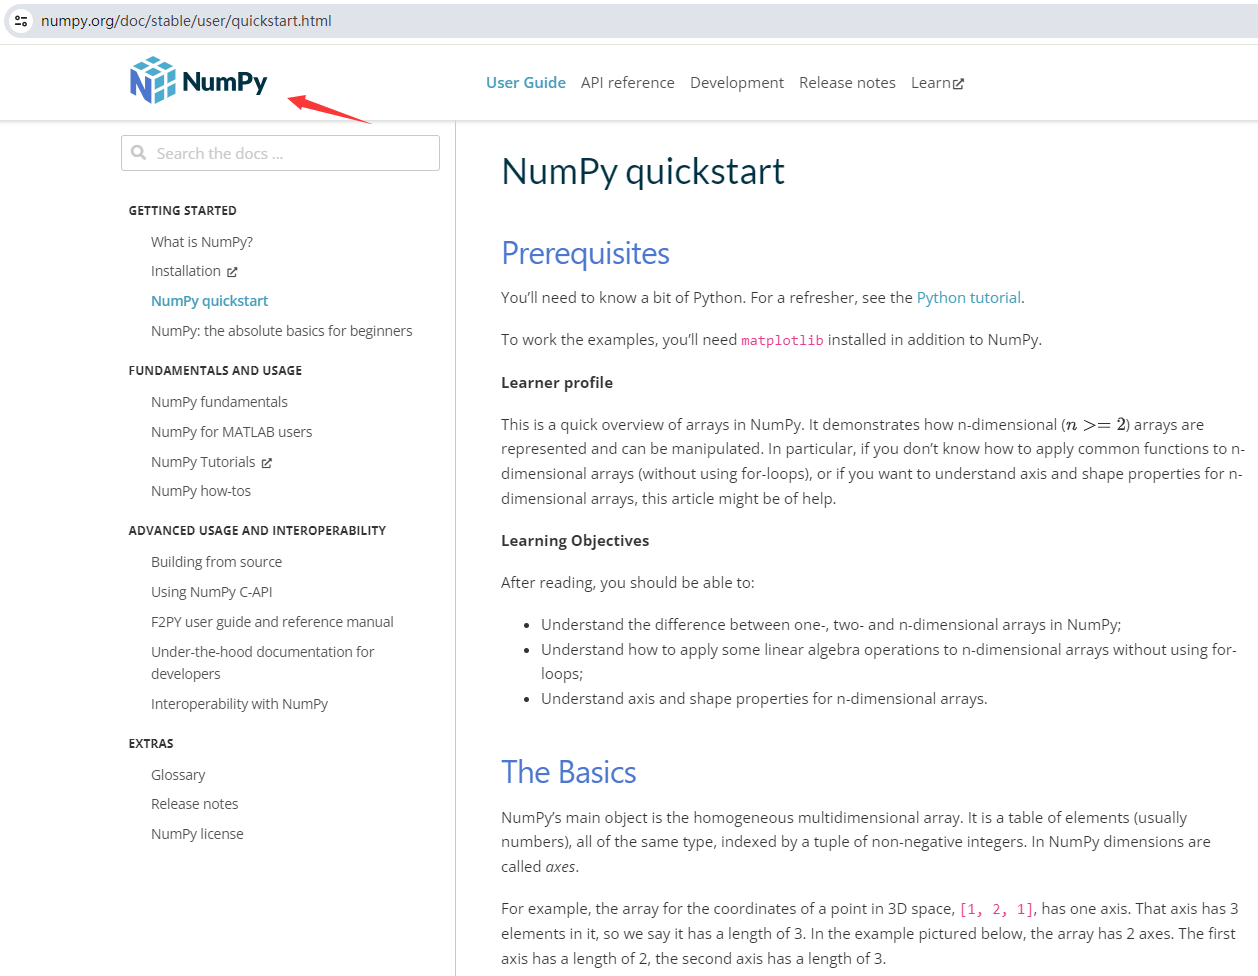 numpy.org/doc/stable/user/quickstart.html
NumPy
User Guide API reference Development Release notes Learn
Search the docs ...
GETTING STARTED
What is NumPy?
Installation
NumPy quickstart
NumPy: the absolute basics for beginners
FUNDAMENTALS AND USAGE
NumPy fundamentals
NumPy for MATLAB users
NumPy Tutorials
NumPy how-tos
ADVANCED USAGE AND INTEROPERABILITY
Building from source
Using NumPy C-API
F2PY user guide and reference manual
Under-the-hood documentation for
developers
Interoperability with NumPy
EXTRAS
Glossary
Release notes
NumPy license
NumPy quickstart
Prerequisites
You’ll need to know a bit of Python. For a refresher, see the Python tutorial.
To work the examples, you’ll need matplotlib installed in addition to NumPy.
Learner profile
This is a quick overview of arrays in NumPy. It demonstrates how n-dimensional (n >= 2) arrays are
represented and can be manipulated. In particular, if you don’t know how to apply common functions to n-
dimensional arrays (without using for-loops), or if you want to understand axis and shape properties for n-
dimensional arrays, this article might be of help.
Learning Objectives
After reading, you should be able to:
• Understand the difference between one-, two- and n-dimensional arrays in NumPy;
• Understand how to apply some linear algebra operations to n-dimensional arrays without using for-
loops;
• Understand axis and shape properties for n-dimensional arrays.
The Basics
NumPy’s main object is the homogeneous multidimensional array. It is a table of elements (usually
numbers), all of the same type, indexed by a tuple of non-negative integers. In NumPy dimensions are
called axes.
For example, the array for the coordinates of a point in 3D space, [1, 2, 1], has one axis. That axis has 3
elements in it, so we say it has a length of 3. In the example pictured below, the array has 2 axes. The first
axis has a length of 2, the second axis has a length of 3.